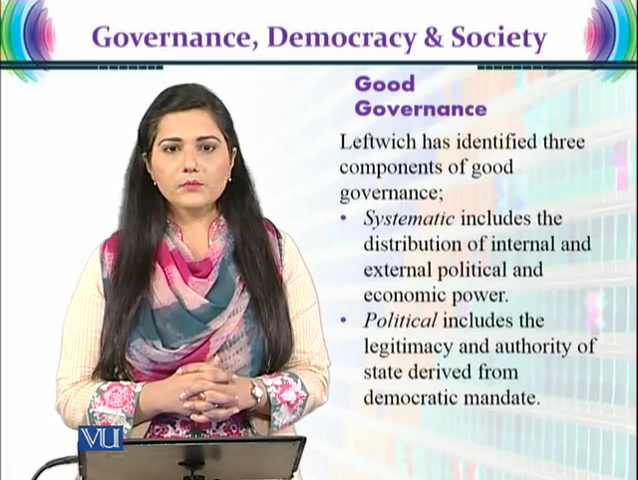 Governance, Democracy & Society
Good
Governance
Leftwich has identified three
components of good
governance;
• Systematic includes the
distribution of internal and
external political and
economic power.
• Political includes the
legitimacy and authority of
state derived from
democratic mandate.
VU